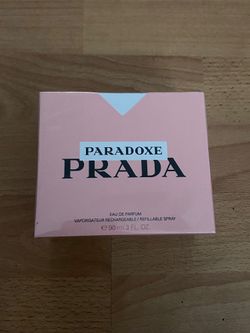 PARADOXE
PRADA
EAU DE PARFUM
VAPORISATEUR RECHARGEABLE / REFILLABLE SPRAY
℮ 90 ml 3 FL. OZ.